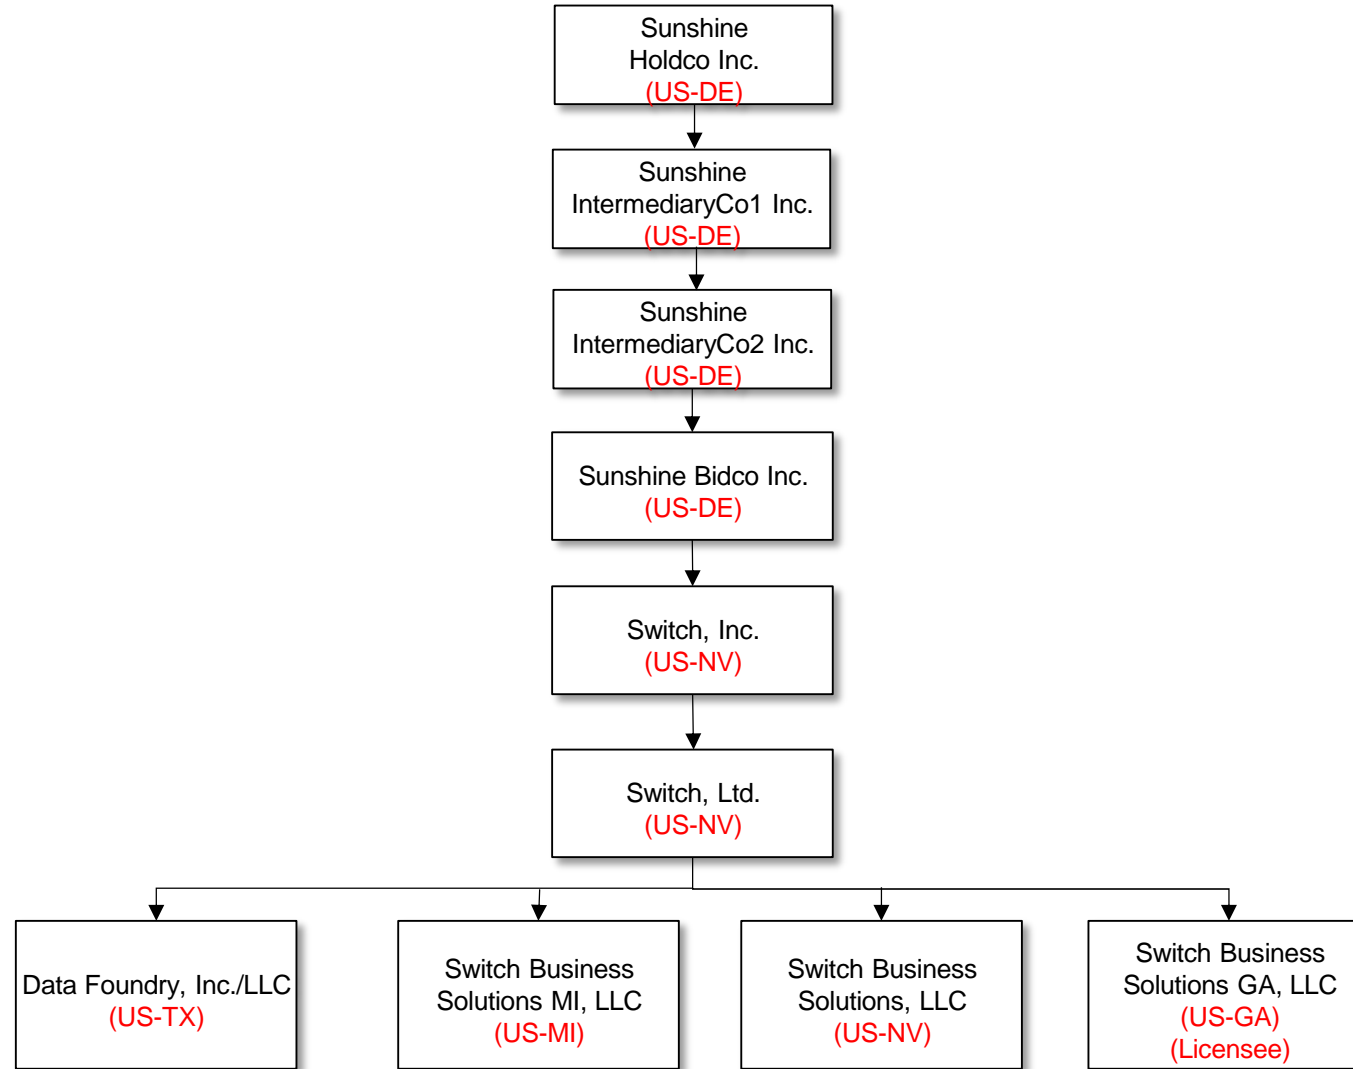 Sunshine
Holdco Inc.
(US-DE)
Sunshine
IntermediaryCo1 Inc.
(US-DE)
Sunshine
IntermediaryCo2 Inc.
(US-DE)
Sunshine Bidco Inc.
(US-DE)
Switch, Inc.
(US-NV)
Switch, Ltd.
(US-NV)
Data Foundry, Inc./LLC
(US-TX)
Switch Business
Solutions MI, LLC
(US-MI)
Switch Business
Solutions, LLC
(US-NV)
Switch Business
Solutions GA, LLC
(US-GA)
(Licensee)